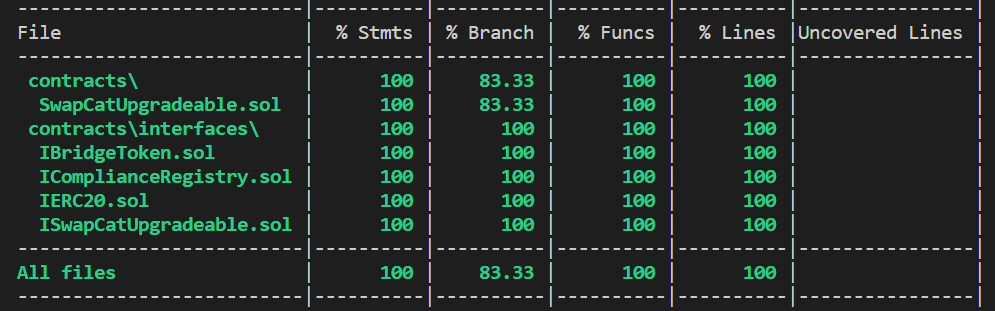 ----------------------------|----------|----------|----------|----------|----------------|
File                        |  % Stmts | % Branch |  % Funcs |  % Lines |Uncovered Lines |
----------------------------|----------|----------|----------|----------|----------------|
 contracts\                 |      100 |    83.33 |      100 |      100 |                |
  SwapCatUpgradeable.sol    |      100 |    83.33 |      100 |      100 |                |
 contracts\interfaces\      |      100 |      100 |      100 |      100 |                |
  IBridgeToken.sol          |      100 |      100 |      100 |      100 |                |
  IComplianceRegistry.sol   |      100 |      100 |      100 |      100 |                |
  IERC20.sol                |      100 |      100 |      100 |      100 |                |
  ISwapCatUpgradeable.sol   |      100 |      100 |      100 |      100 |                |
----------------------------|----------|----------|----------|----------|----------------|
All files                   |      100 |    83.33 |      100 |      100 |                |
----------------------------|----------|----------|----------|----------|----------------|